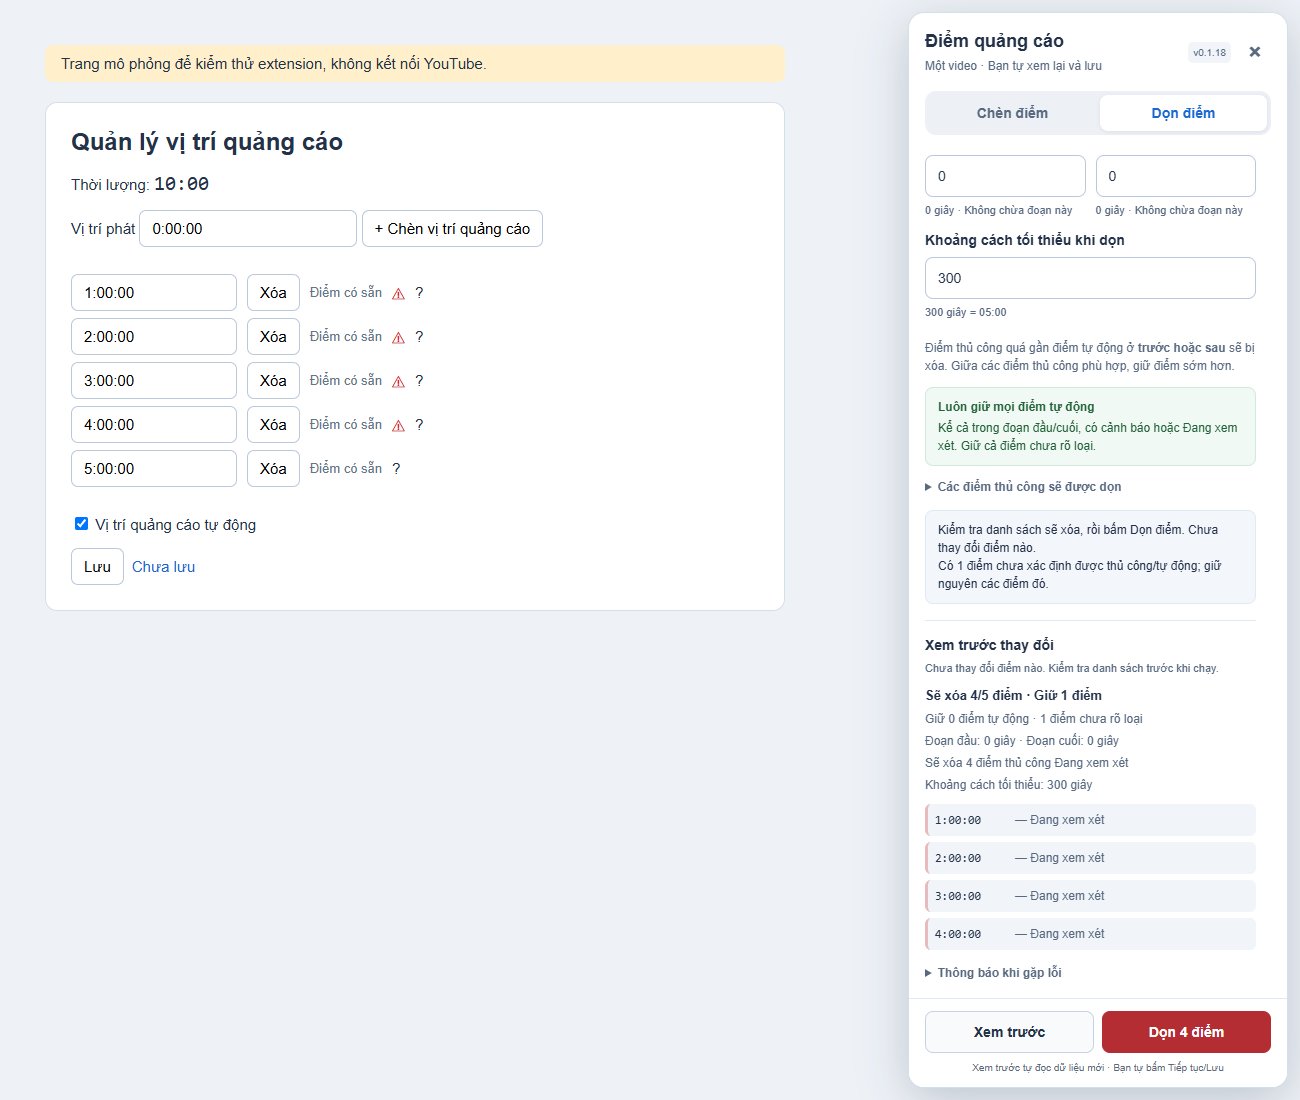 Trang mô phỏng để kiểm thử extension, không kết nối YouTube.
Quản lý vị trí quảng cáo
Thời lượng: 10:00
Vị trí phát 0:00:00 + Chèn vị trí quảng cáo
1:00:00 Xóa Điểm có sẵn ⚠ ?
2:00:00 Xóa Điểm có sẵn ⚠ ?
3:00:00 Xóa Điểm có sẵn ⚠ ?
4:00:00 Xóa Điểm có sẵn ⚠ ?
5:00:00 Xóa Điểm có sẵn ?
Vị trí quảng cáo tự động
Lưu Chưa lưu
Điểm quảng cáo
Một video · Bạn tự xem lại và lưu
v0.1.18 ×
Chèn điểm Dọn điểm
0 0
0 giây · Không chừa đoạn này 0 giây · Không chừa đoạn này
Khoảng cách tối thiểu khi dọn
300
300 giây = 05:00
Điểm thủ công quá gần điểm tự động ở trước hoặc sau sẽ bị
xóa. Giữa các điểm thủ công phù hợp, giữ điểm sớm hơn.
Luôn giữ mọi điểm tự động
Kể cả trong đoạn đầu/cuối, có cảnh báo hoặc Đang xem
xét. Giữ cả điểm chưa rõ loại.
▶ Các điểm thủ công sẽ được dọn
Kiểm tra danh sách sẽ xóa, rồi bấm Dọn điểm. Chưa
thay đổi điểm nào.
Có 1 điểm chưa xác định được thủ công/tự động; giữ
nguyên các điểm đó.
Xem trước thay đổi
Chưa thay đổi điểm nào. Kiểm tra danh sách trước khi chạy.
Sẽ xóa 4/5 điểm · Giữ 1 điểm
Giữ 0 điểm tự động · 1 điểm chưa rõ loại
Đoạn đầu: 0 giây · Đoạn cuối: 0 giây
Sẽ xóa 4 điểm thủ công Đang xem xét
Khoảng cách tối thiểu: 300 giây
1:00:00 — Đang xem xét
2:00:00 — Đang xem xét
3:00:00 — Đang xem xét
4:00:00 — Đang xem xét
▶ Thông báo khi gặp lỗi
Xem trước Dọn 4 điểm
Xem trước tự đọc dữ liệu mới · Bạn tự bấm Tiếp tục/Lưu